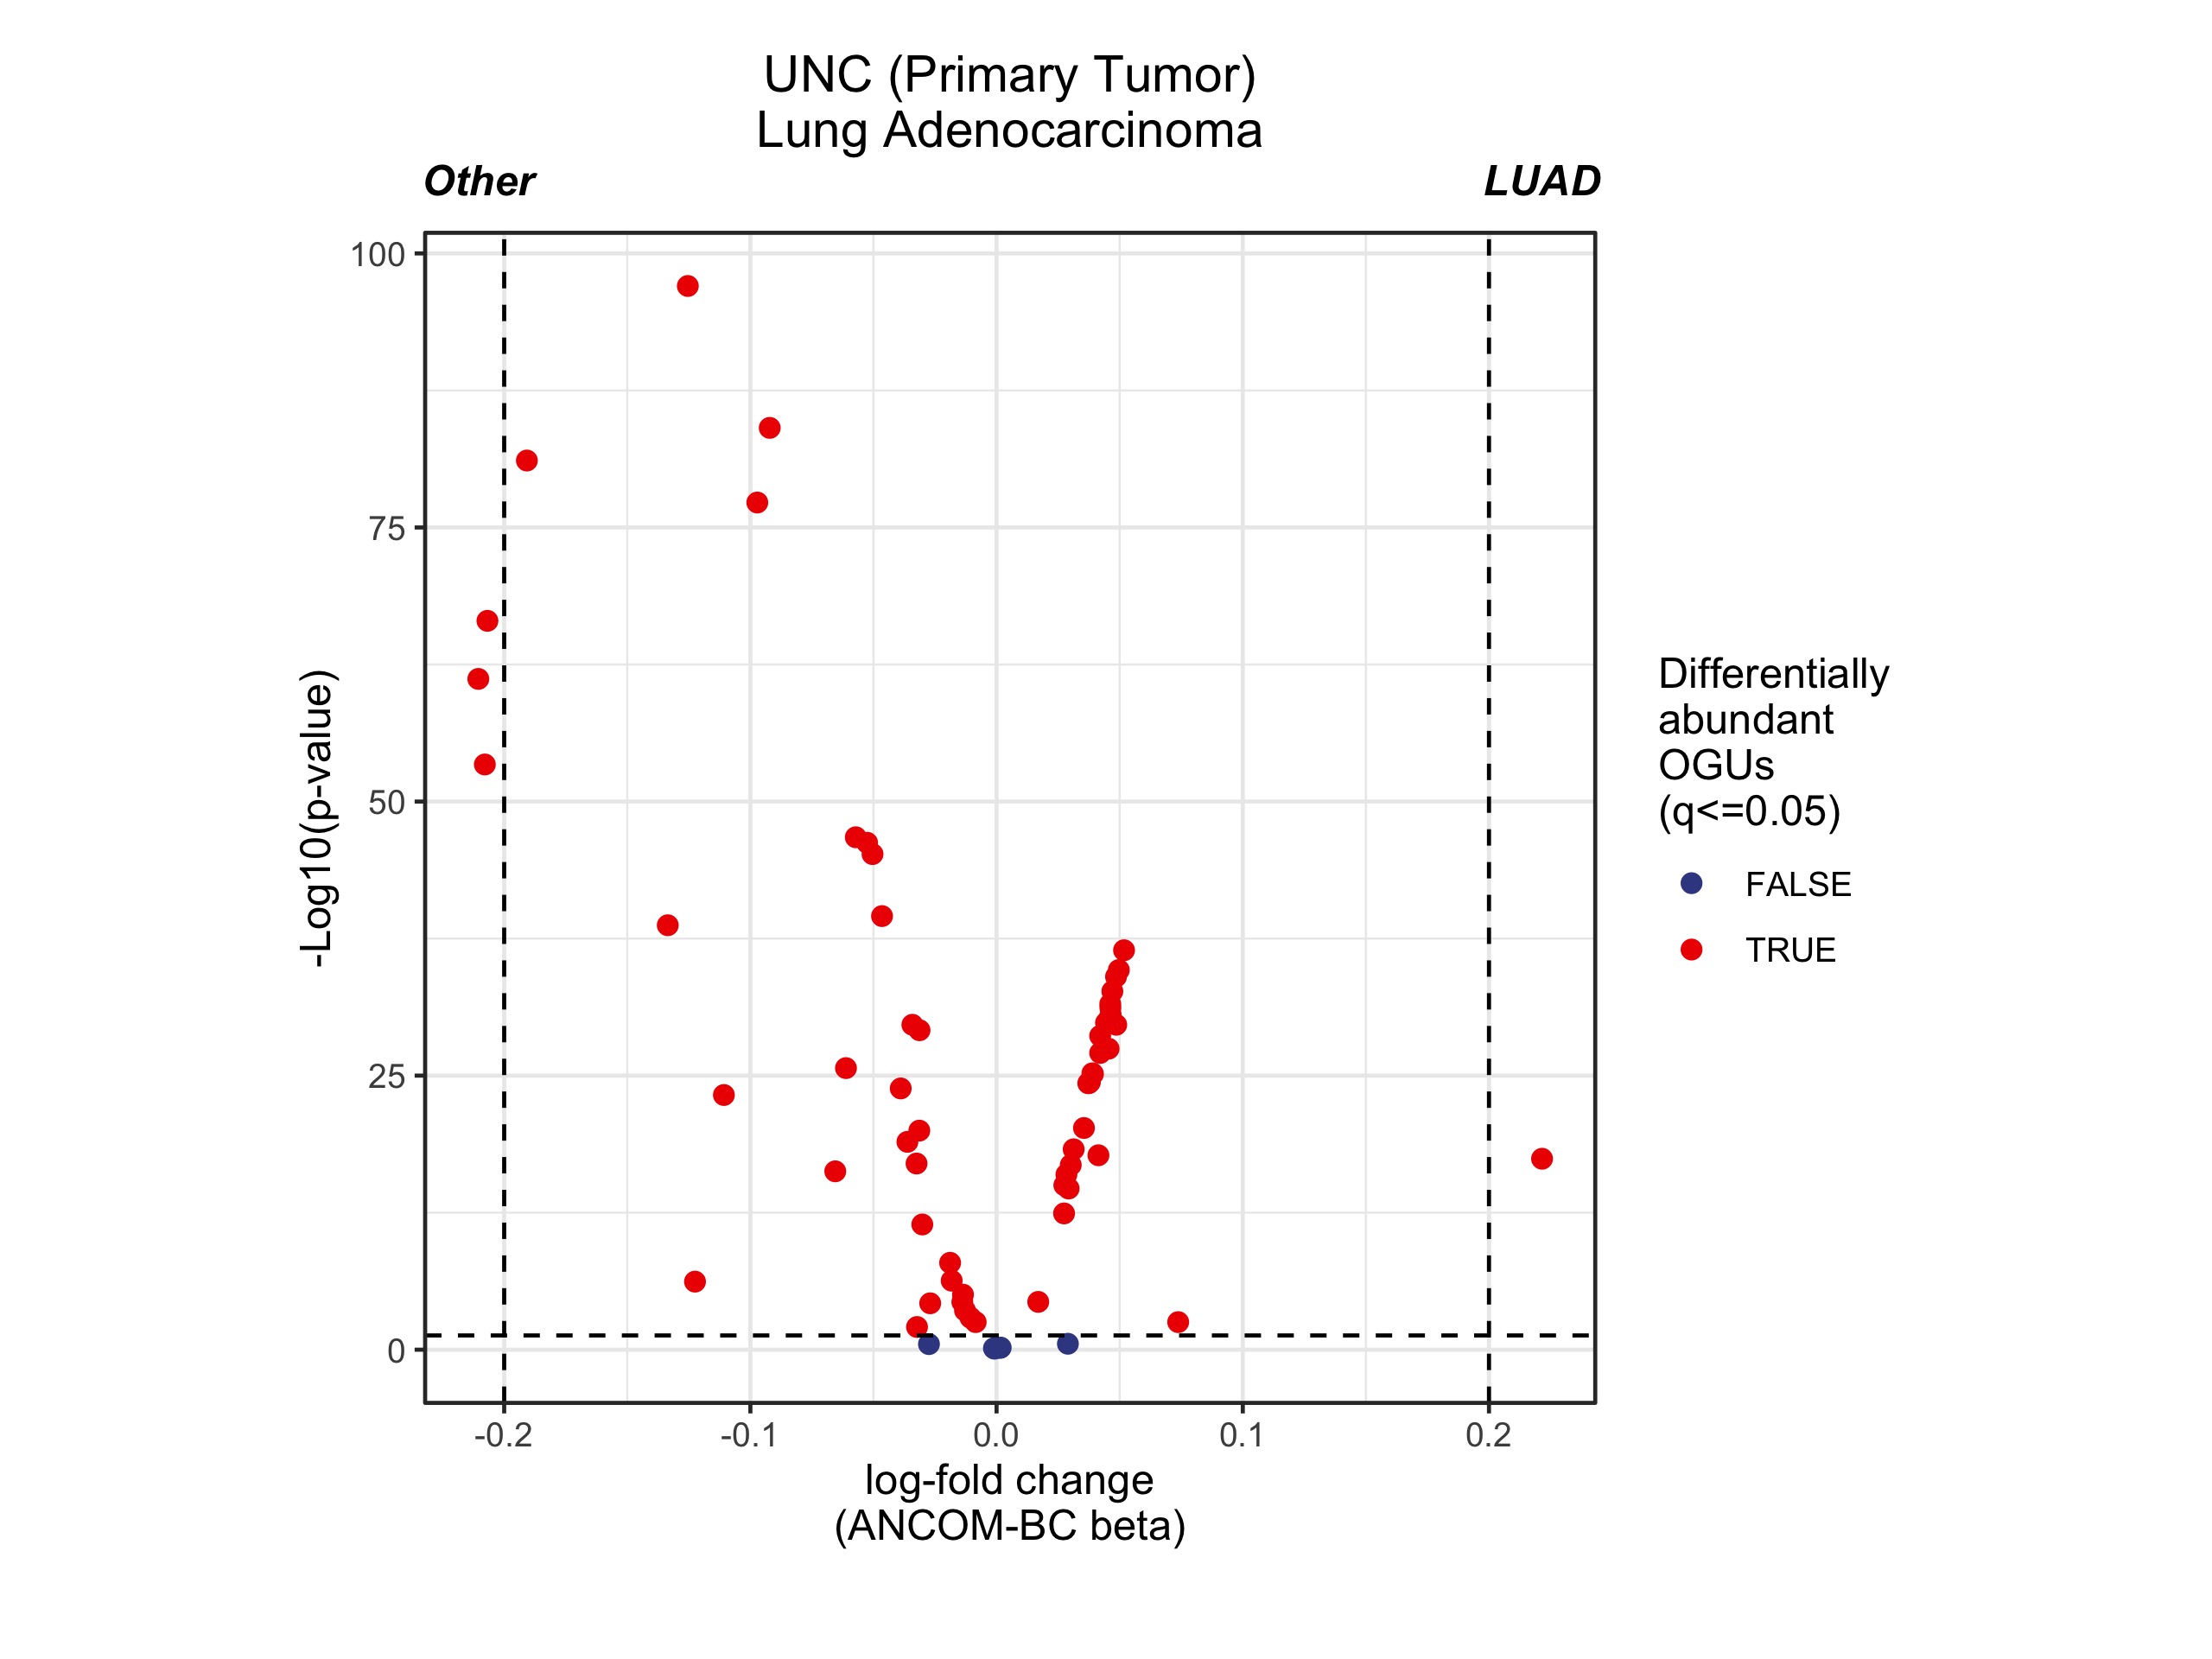 UNC (Primary Tumor)
Lung Adenocarcinoma
Other
LUAD
100
75
50
25
0
-Log10(p-value)
-0.2
-0.1
0.0
0.1
0.2
log-fold change
(ANCOM-BC beta)
Differentially
abundant
OGUs
(q<=0.05)
FALSE
TRUE